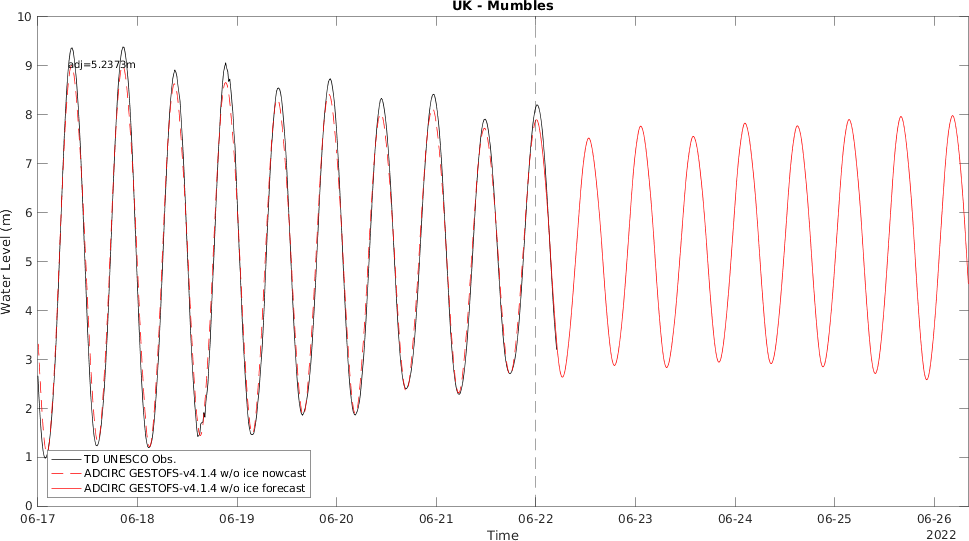 UK - Mumbles
10
9
8
7
6
5
4
3
2
1
0
Water Level (m)
adj=5.2373m
TD UNESCO Obs.
ADCIRC GESTOFS-v4.1.4 w/o ice nowcast
ADCIRC GESTOFS-v4.1.4 w/o ice forecast
06-17 06-18 06-19 06-20 06-21 06-22 06-23 06-24 06-25 06-26
2022
Time